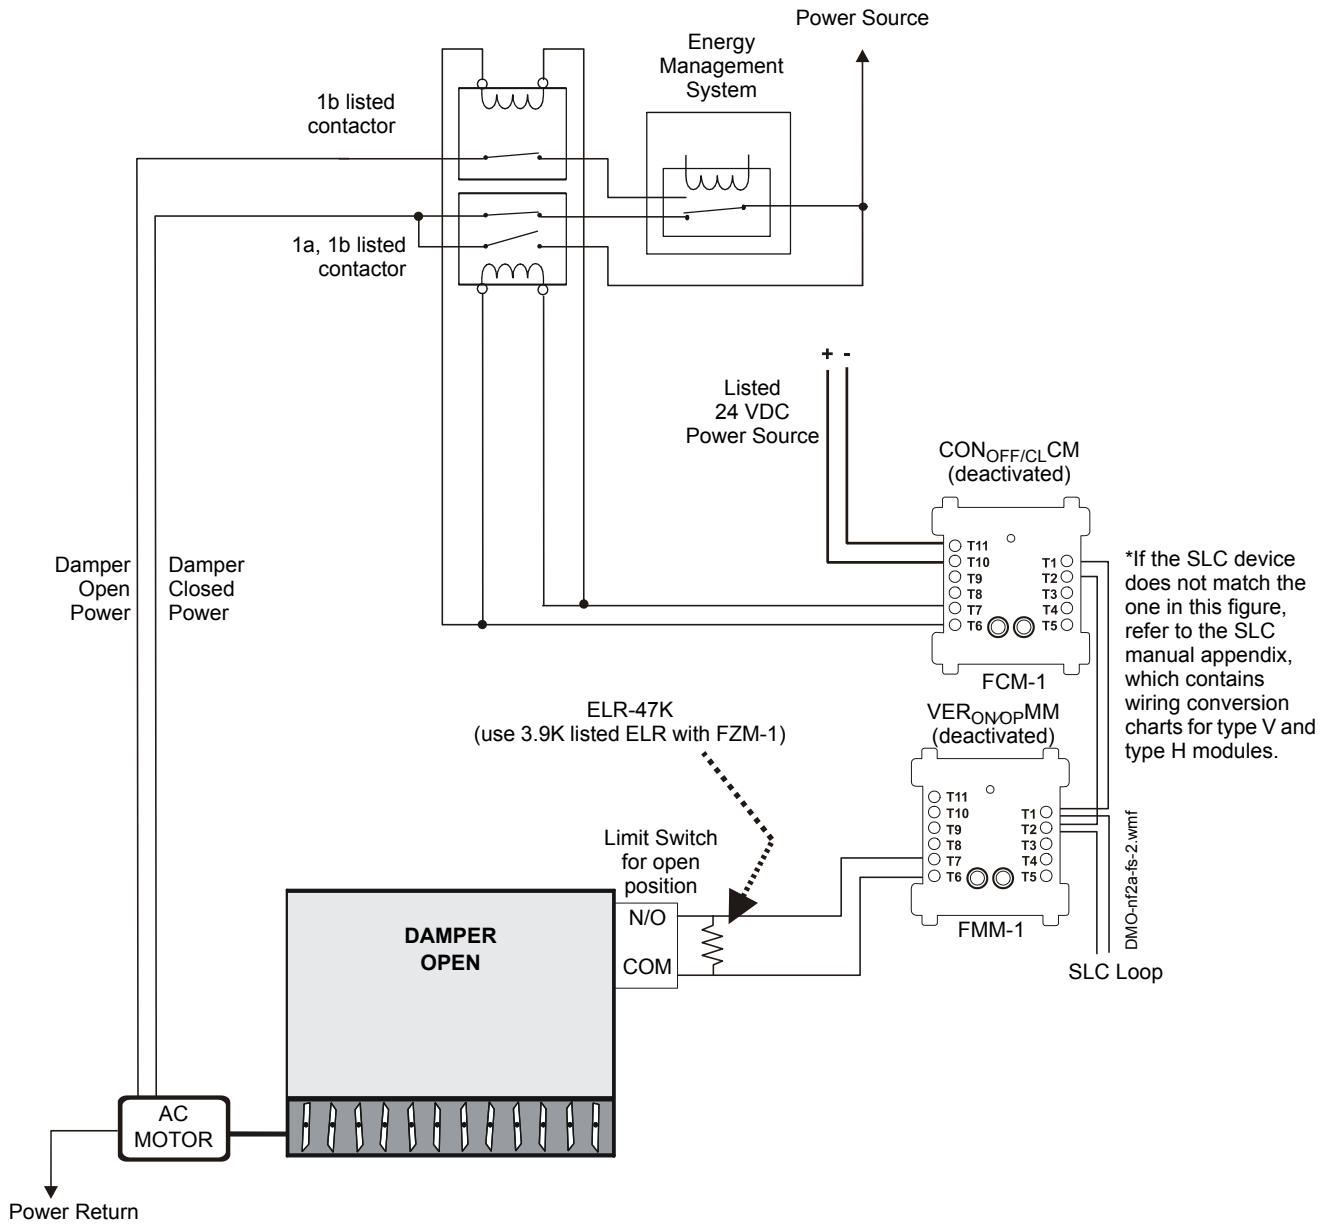 Power Source
Energy
Management
System
1b listed
contactor
1a, 1b listed
contactor
+ -
Listed
24 VDC
Power Source
CONOFF/CLCM
(deactivated)
T11
T10
T9
T8
T7
T6
T1
T2
T3
T4
T5
FCM-1
*If the SLC device
does not match the
one in this figure,
refer to the SLC
manual appendix,
which contains
wiring conversion
charts for type V and
type H modules.
Damper
Open
Power
Damper
Closed
Power
ELR-47K
(use 3.9K listed ELR with FZM-1)
VERON/OPMM
(deactivated)
T11
T10
T9
T8
T7
T6
T1
T2
T3
T4
T5
FMM-1
DMO-nf2a-fs-2.wmf
SLC Loop
Limit Switch
for open
position
N/O
COM
DAMPER
OPEN
AC
MOTOR
Power Return